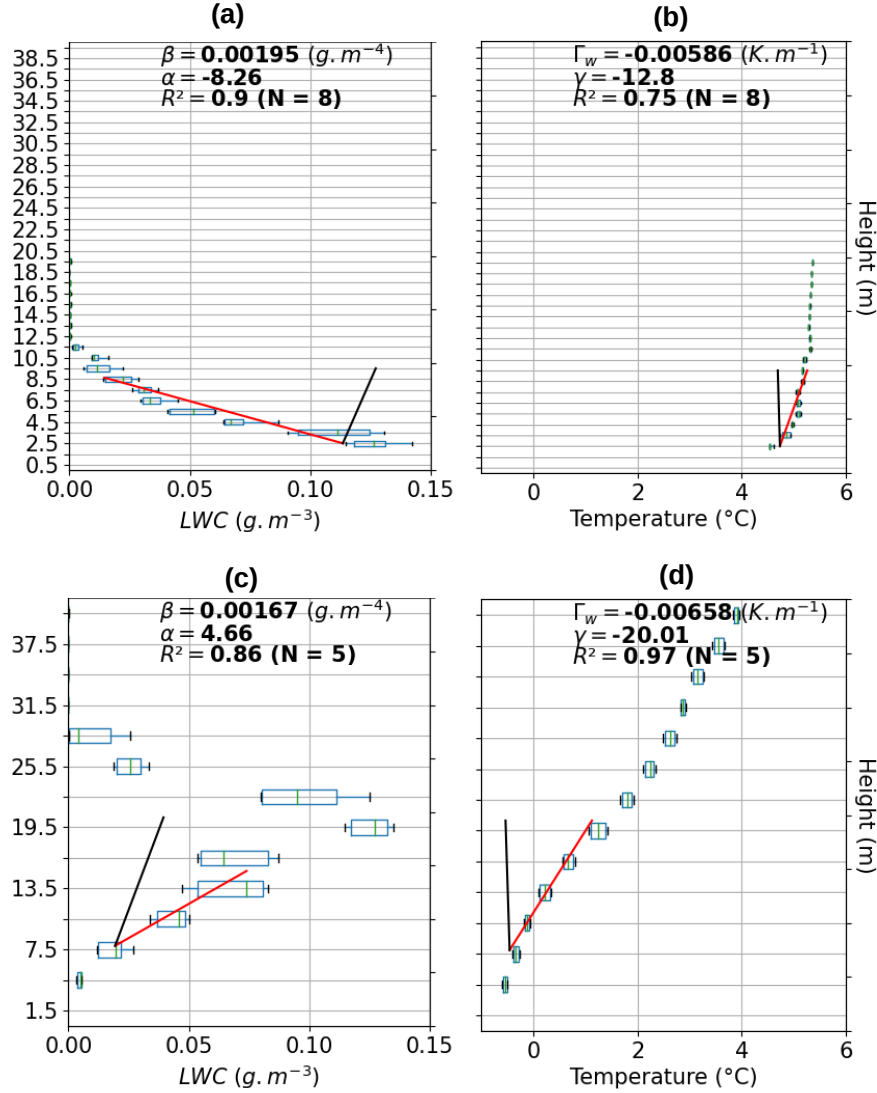 (a)
β = 0.00195 (g.m⁻⁴)
α = -8.26
R² = 0.9 (N = 8)
38.5
36.5
34.5
32.5
30.5
28.5
26.5
24.5
22.5
20.5
18.5
16.5
14.5
12.5
10.5
8.5
6.5
4.5
2.5
0.5
0.00
0.05
0.10
0.15
LWC (g.m⁻³)
(b)
Γw = -0.00586 (K.m⁻¹)
γ = -12.8
R² = 0.75 (N = 8)
0
2
4
6
Temperature (°C)
Height (m)
(c)
β = 0.00167 (g.m⁻⁴)
α = 4.66
R² = 0.86 (N = 5)
37.5
31.5
25.5
19.5
13.5
7.5
1.5
0.00
0.05
0.10
0.15
LWC (g.m⁻³)
(d)
Γw = -0.00658 (K.m⁻¹)
γ = -20.01
R² = 0.97 (N = 5)
0
2
4
6
Temperature (°C)
Height (m)